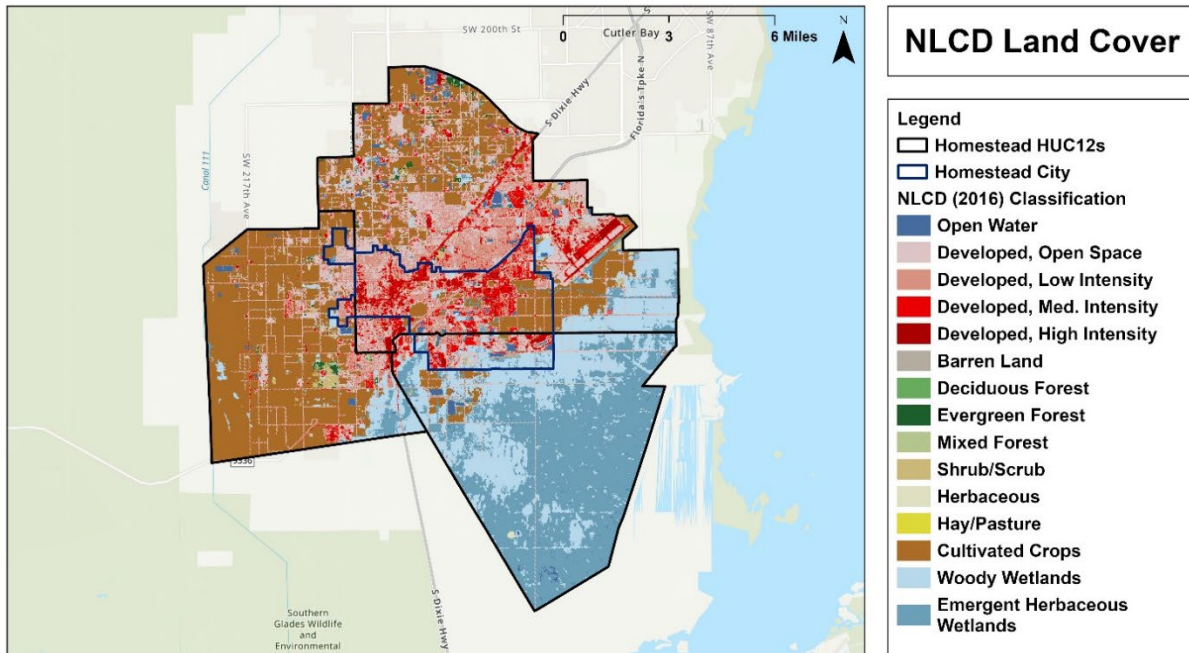 SW 200th St
S
N
SW 87th Ave
0
3
6 Miles
Cutler Bay
S Dixie Hwy
Florida's Tpke N
Canal 111
SW 217th Ave
S Dixie Hwy
Southern
Glades Wildlife
and
Environmental
NLCD Land Cover
Legend
Homestead HUC12s
Homestead City
NLCD (2016) Classification
Open Water
Developed, Open Space
Developed, Low Intensity
Developed, Med. Intensity
Developed, High Intensity
Barren Land
Deciduous Forest
Evergreen Forest
Mixed Forest
Shrub/Scrub
Herbaceous
Hay/Pasture
Cultivated Crops
Woody Wetlands
Emergent Herbaceous
Wetlands